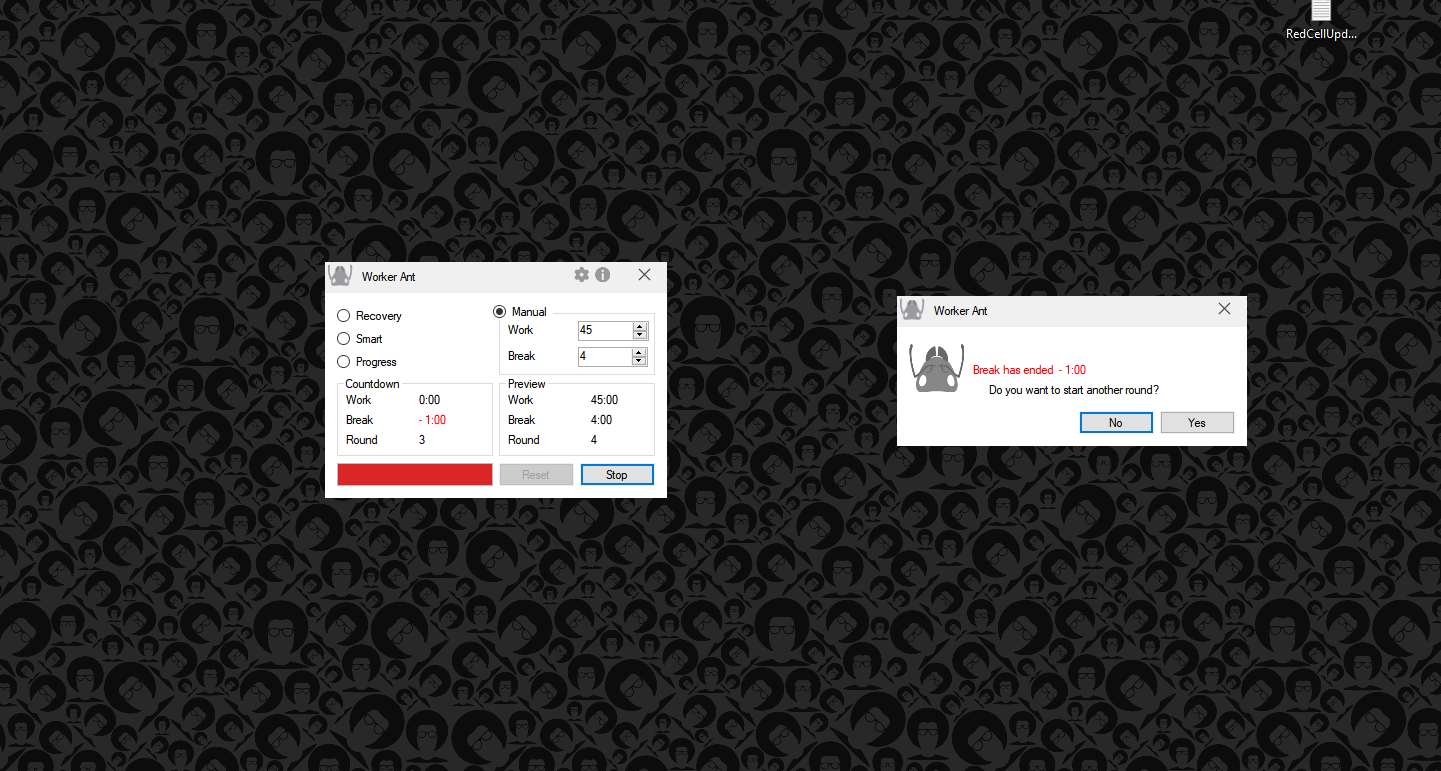 RedCellUpd...
Worker Ant
Recovery
Smart
Progress
Manual
Work 45
Break 4
Countdown
Work 0:00
Break - 1:00
Round 3
Preview
Work 45:00
Break 4:00
Round 4
Reset Stop
Worker Ant
Break has ended - 1:00
Do you want to start another round?
No Yes